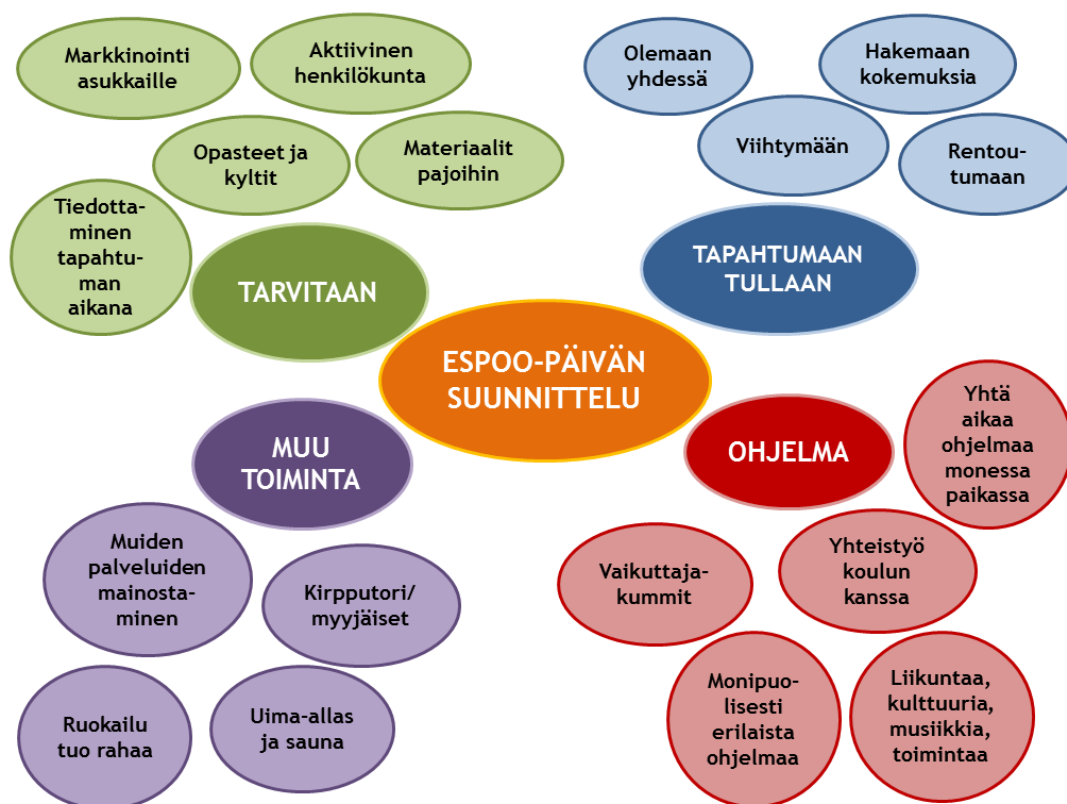 Markkinointi
asukkaille
Aktiivinen
henkilökunta
Opasteet ja
kyltit
Materiaalit
pajoihin
Tiedotta-
minen
tapahtu-
man
aikana
TARVITAAN
Olemaan
yhdessä
Hakemaan
kokemuksia
Viihtymään
Rentou-
tumaan
TAPAHTUMAAN
TULLAAN
ESPOO-PÄIVÄN
SUUNNITTELU
MUU
TOIMINTA
Muiden
palveluiden
mainosta-
minen
Kirpputori/
myyjäiset
Ruokailu
tuo rahaa
Uima-allas
ja sauna
OHJELMA
Yhtä
aikaa
ohjelmaa
monessa
paikassa
Vaikuttaja-
kummit
Yhteistyö
koulun
kanssa
Monipuo-
lisesti
erilaista
ohjelmaa
Liikuntaa,
kulttuuria,
musiikkia,
toimintaa